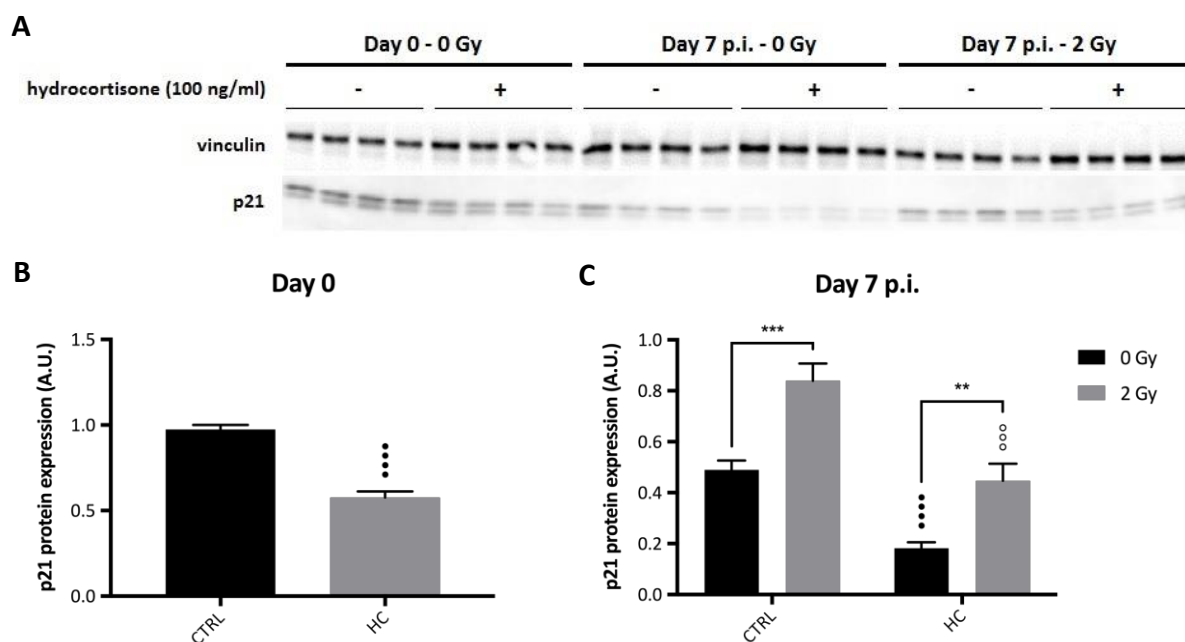 A
Day 0 - 0 Gy Day 7 p.i. - 0 Gy Day 7 p.i. - 2 Gy
hydrocortisone (100 ng/ml) - + - + - +
vinculin
p21
B Day 0
p21 protein expression (A.U.)
1.5
1.0
0.5
0.0
CTRL HC
C Day 7 p.i.
p21 protein expression (A.U.)
1.0
0.8
0.6
0.4
0.2
0.0
***
**
CTRL HC
0 Gy
2 Gy